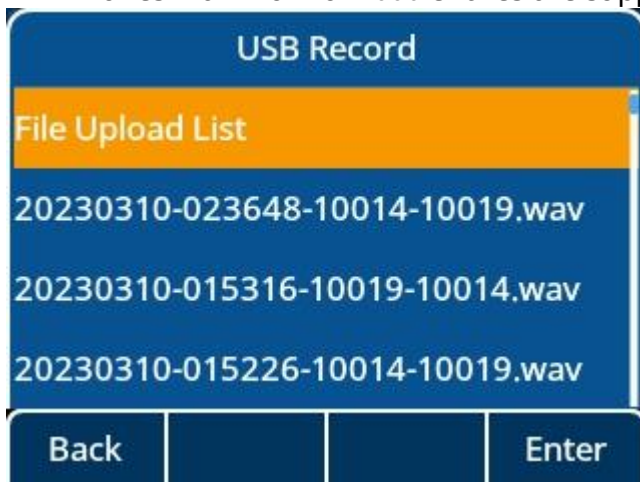 USB Record
File Upload List
20230310-023648-10014-10019.wav
20230310-015316-10019-10014.wav
20230310-015226-10014-10019.wav
Back Enter